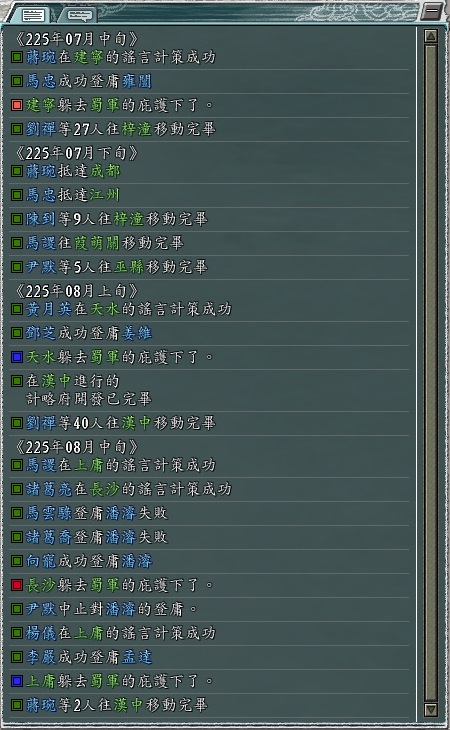 《225年07月中旬》
蔣琬在建寧的謠言計策成功
馬忠成功登庸雍闓
建寧躲去蜀軍的庇護下了。
劉禪等27人往梓潼移動完畢
《225年07月下旬》
蔣琬抵達成都
馬忠抵達江州
陳到等9人往梓潼移動完畢
馬謖往葭萌關移動完畢
尹默等5人往巫縣移動完畢
《225年08月上旬》
黃月英在天水的謠言計策成功
鄧芝成功登庸姜維
天水躲去蜀軍的庇護下了。
在漢中進行的
計略府開發已完畢
劉禪等40人往漢中移動完畢
《225年08月中旬》
馬謖在上庸的謠言計策成功
諸葛亮在長沙的謠言計策成功
馬雲騄登庸潘濬失敗
諸葛喬登庸潘濬失敗
向寵成功登庸潘濬
長沙躲去蜀軍的庇護下了。
尹默中止對潘濬的登庸。
楊儀在上庸的謠言計策成功
李嚴成功登庸孟達
上庸躲去蜀軍的庇護下了。
蔣琬等2人往漢中移動完畢